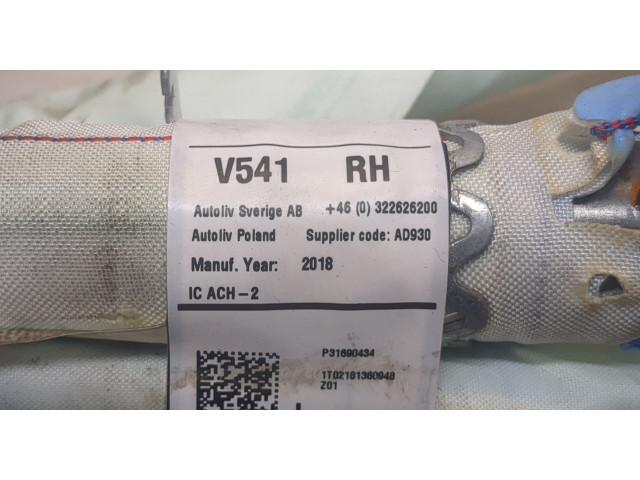 V541 RH
Autoliv Sverige AB +46 (0) 322626200
Autoliv Poland Supplier code: AD930
Manuf. Year: 2018
IC ACH-2
P31690434
1T02181360948
Z01